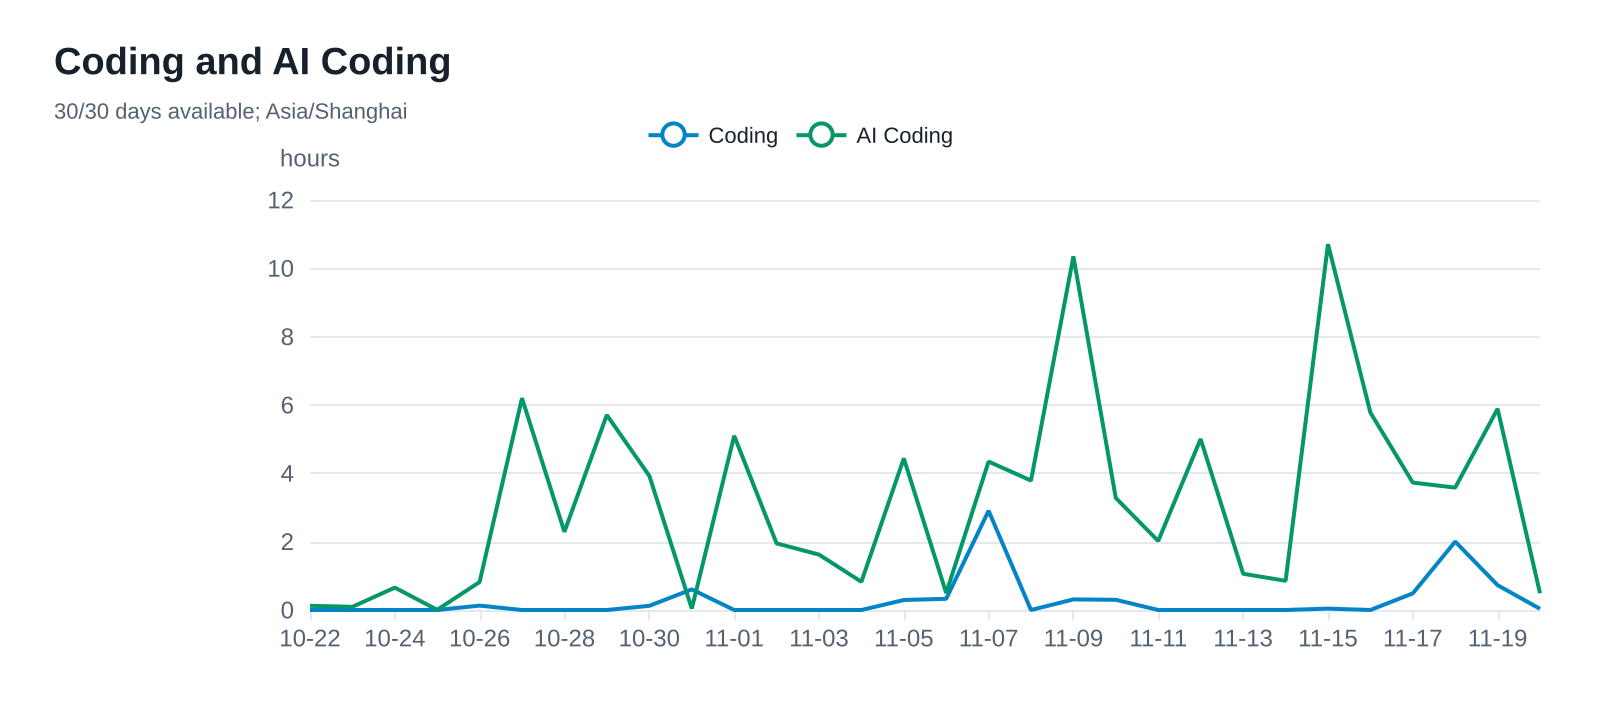 Coding and AI Coding
30/30 days available; Asia/Shanghai
Coding AI Coding
hours
12
10
8
6
4
2
0
10-22 10-24 10-26 10-28 10-30 11-01 11-03 11-05 11-07 11-09 11-11 11-13 11-15 11-17 11-19